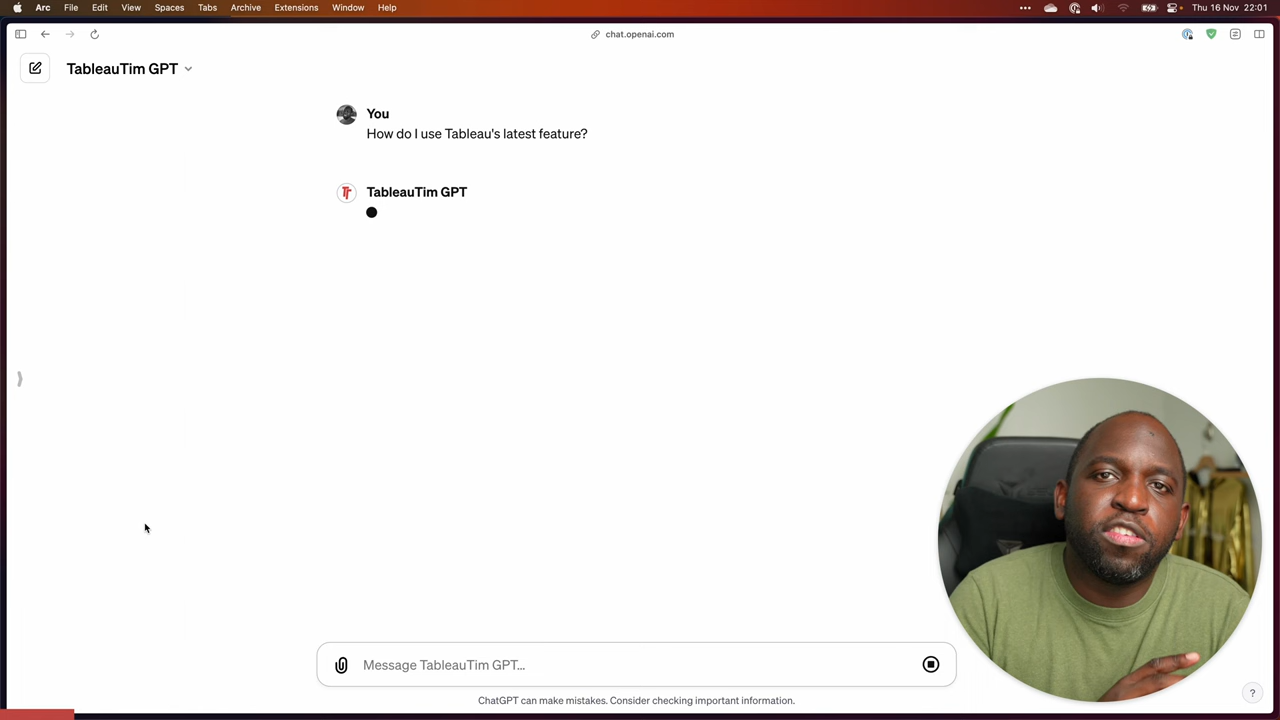 Arc File Edit View Spaces Tabs Archive Extensions Window Help Thu 16 Nov 22:01
chat.openai.com
TableauTim GPT
You
How do I use Tableau's latest feature?
TT
TableauTim GPT
Message TableauTim GPT...
ChatGPT can make mistakes. Consider checking important information.
?